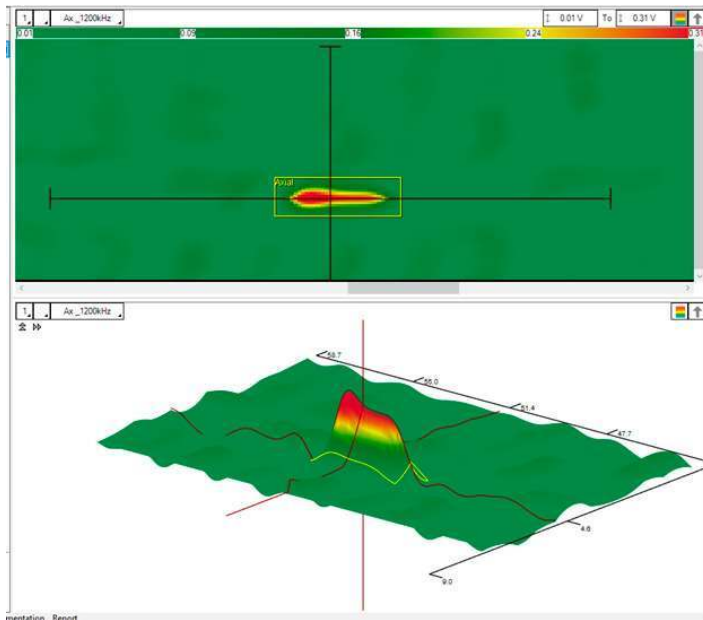 1 Ax _1200kHz 0.01 V To 0.31 V
0.01 0.09 0.16 0.24 0.31
Axial
1 Ax _1200kHz
58.7
55.0
51.4
47.7
4.6
9.0
mentation Report